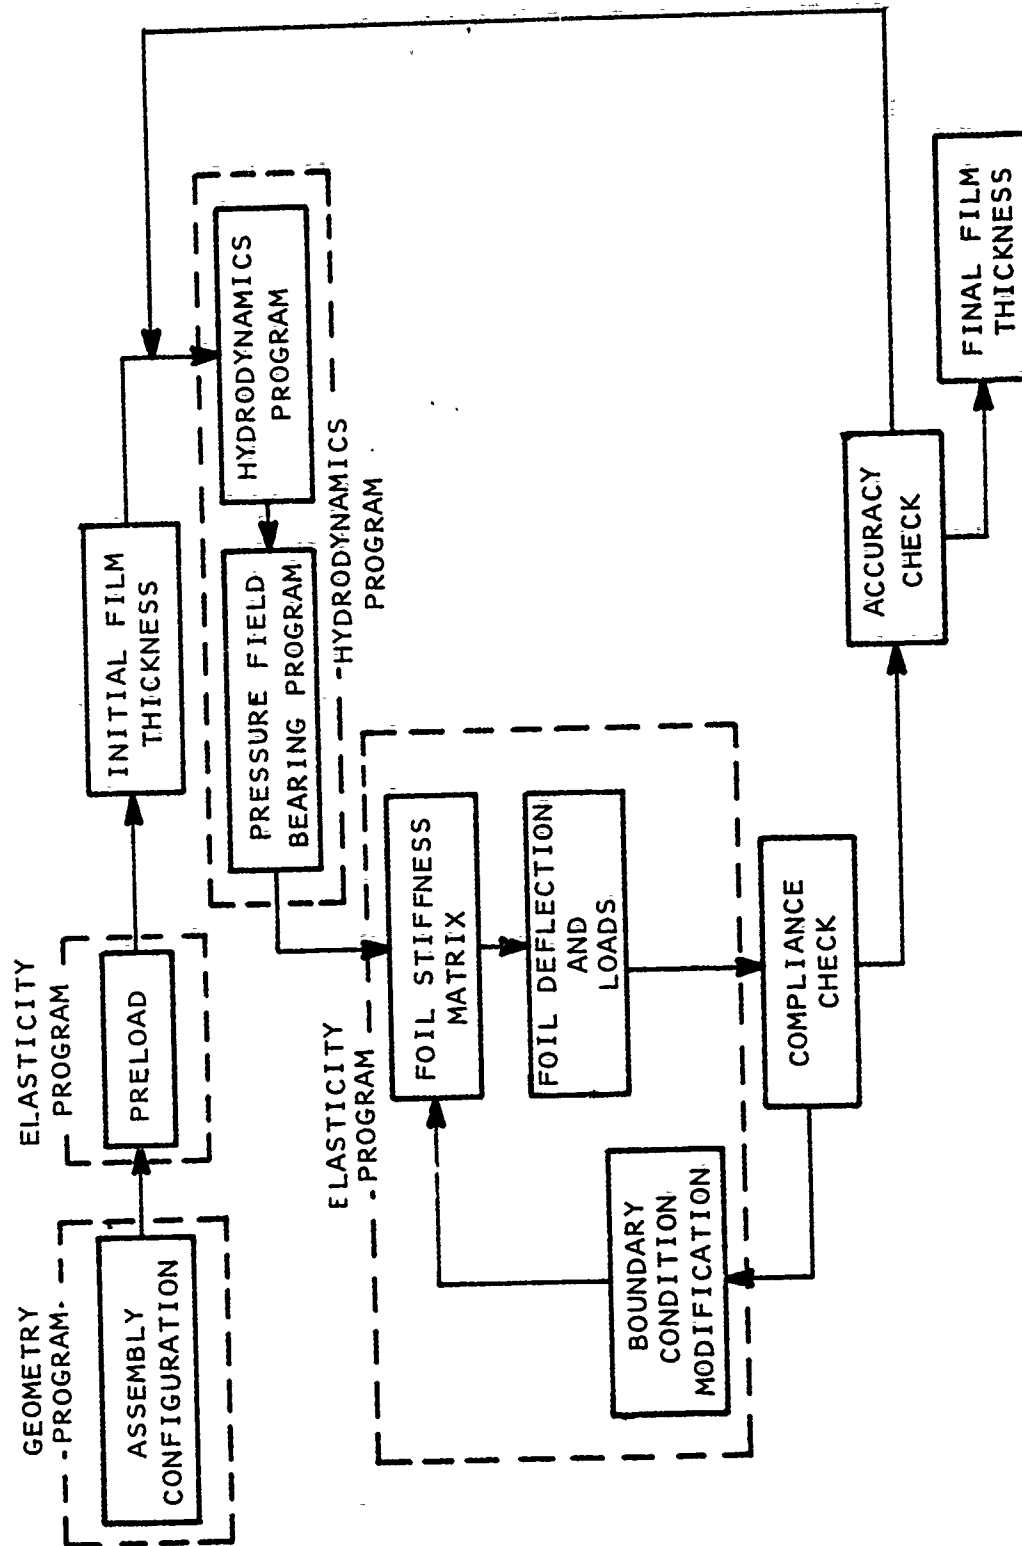 GEOMETRY
PROGRAM
ASSEMBLY
CONFIGURATION
ELASTICITY
PROGRAM
PRELOAD
INITIAL FILM
THICKNESS
HYDRODYNAMICS
PROGRAM
PRESSURE FIELD
BEARING PROGRAM
HYDRODYNAMICS
PROGRAM
ELASTICITY
PROGRAM
FOIL STIFFNESS
MATRIX
FOIL DEFLECTION
AND
LOADS
BOUNDARY
CONDITION
MODIFICATION
COMPLIANCE
CHECK
ACCURACY
CHECK
FINAL FILM
THICKNESS